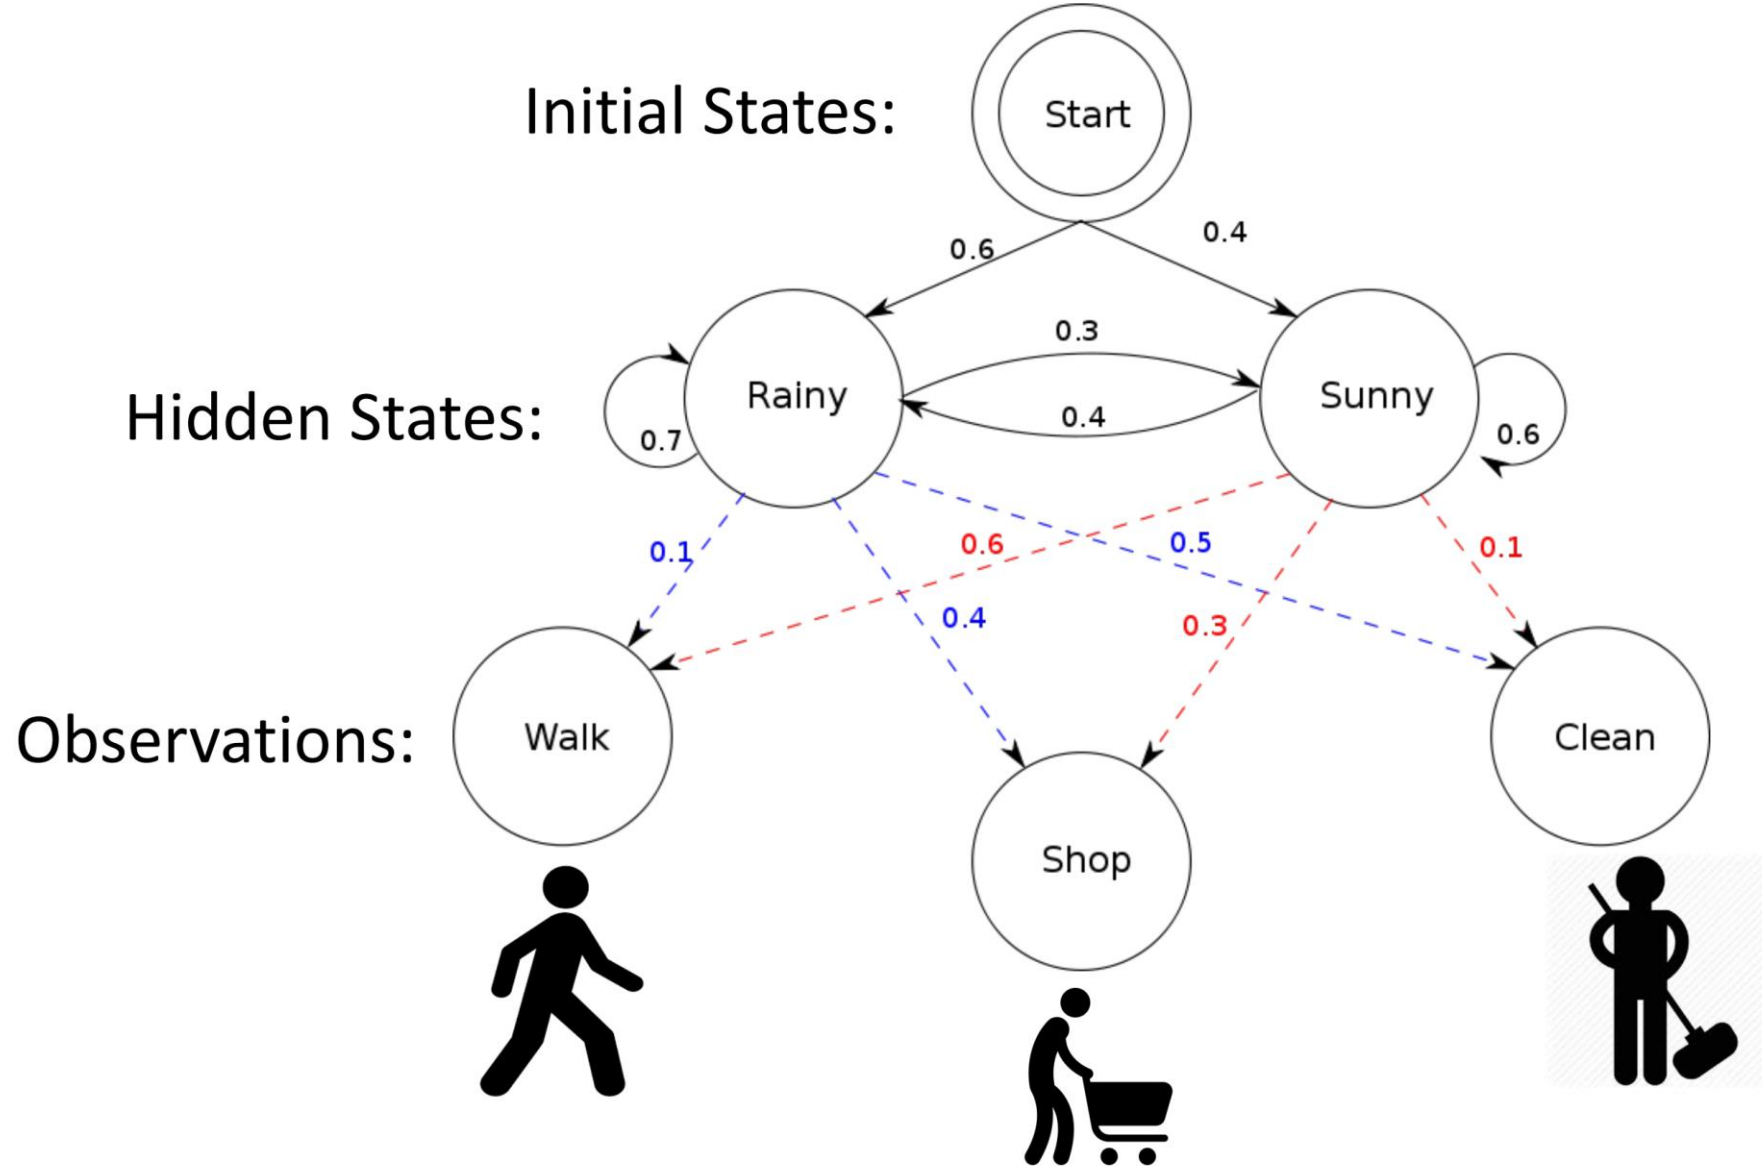 Initial States:
Start
0.6
0.4
0.3
Hidden States:
Rainy
Sunny
0.7
0.4
0.6
0.1
0.6
0.5
0.1
0.4
0.3
Observations:
Walk
Shop
Clean